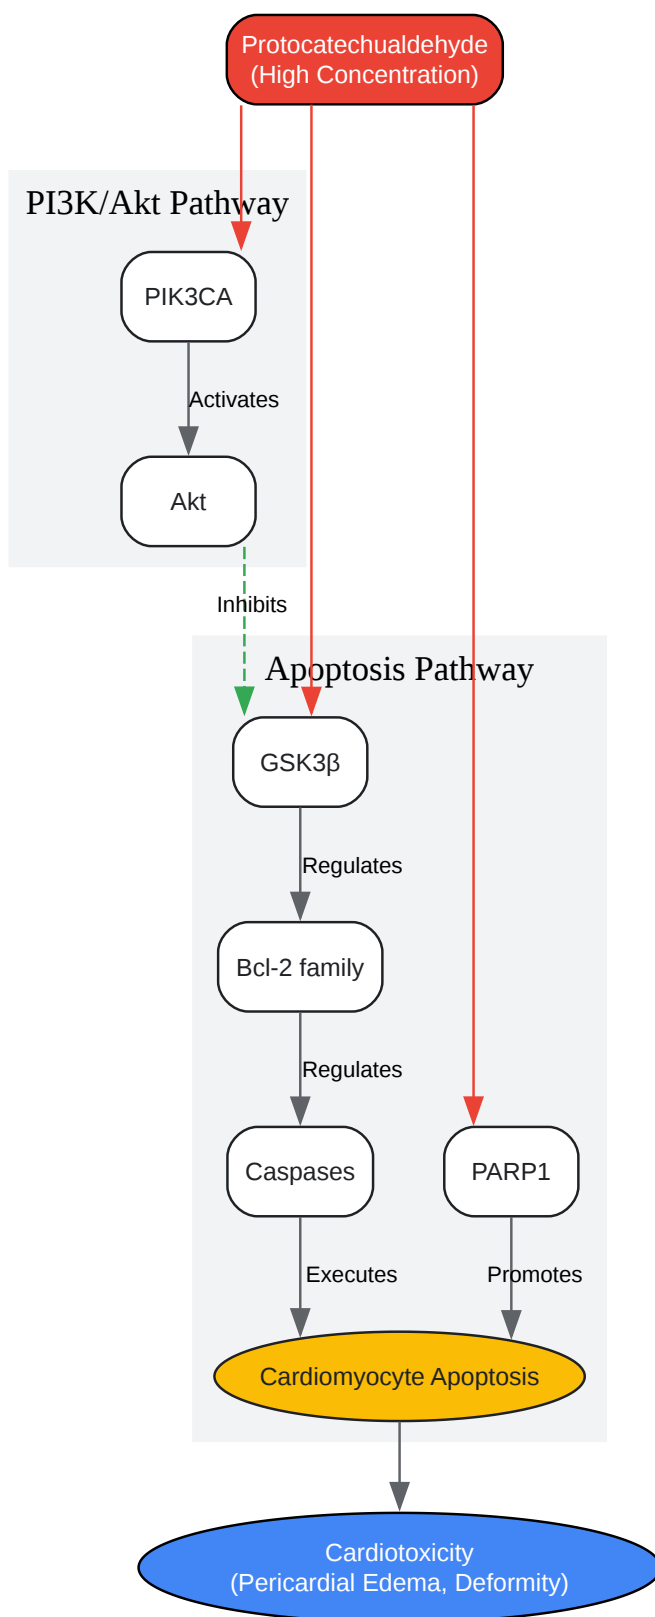 Protocatechualdehyde
(High Concentration)
PI3K/Akt Pathway
PIK3CA
Activates
Akt
Inhibits
Apoptosis Pathway
GSK3β
Regulates
Bcl-2 family
Regulates
Caspases
PARP1
Executes
Promotes
Cardiomyocyte Apoptosis
Cardiotoxicity
(Pericardial Edema, Deformity)